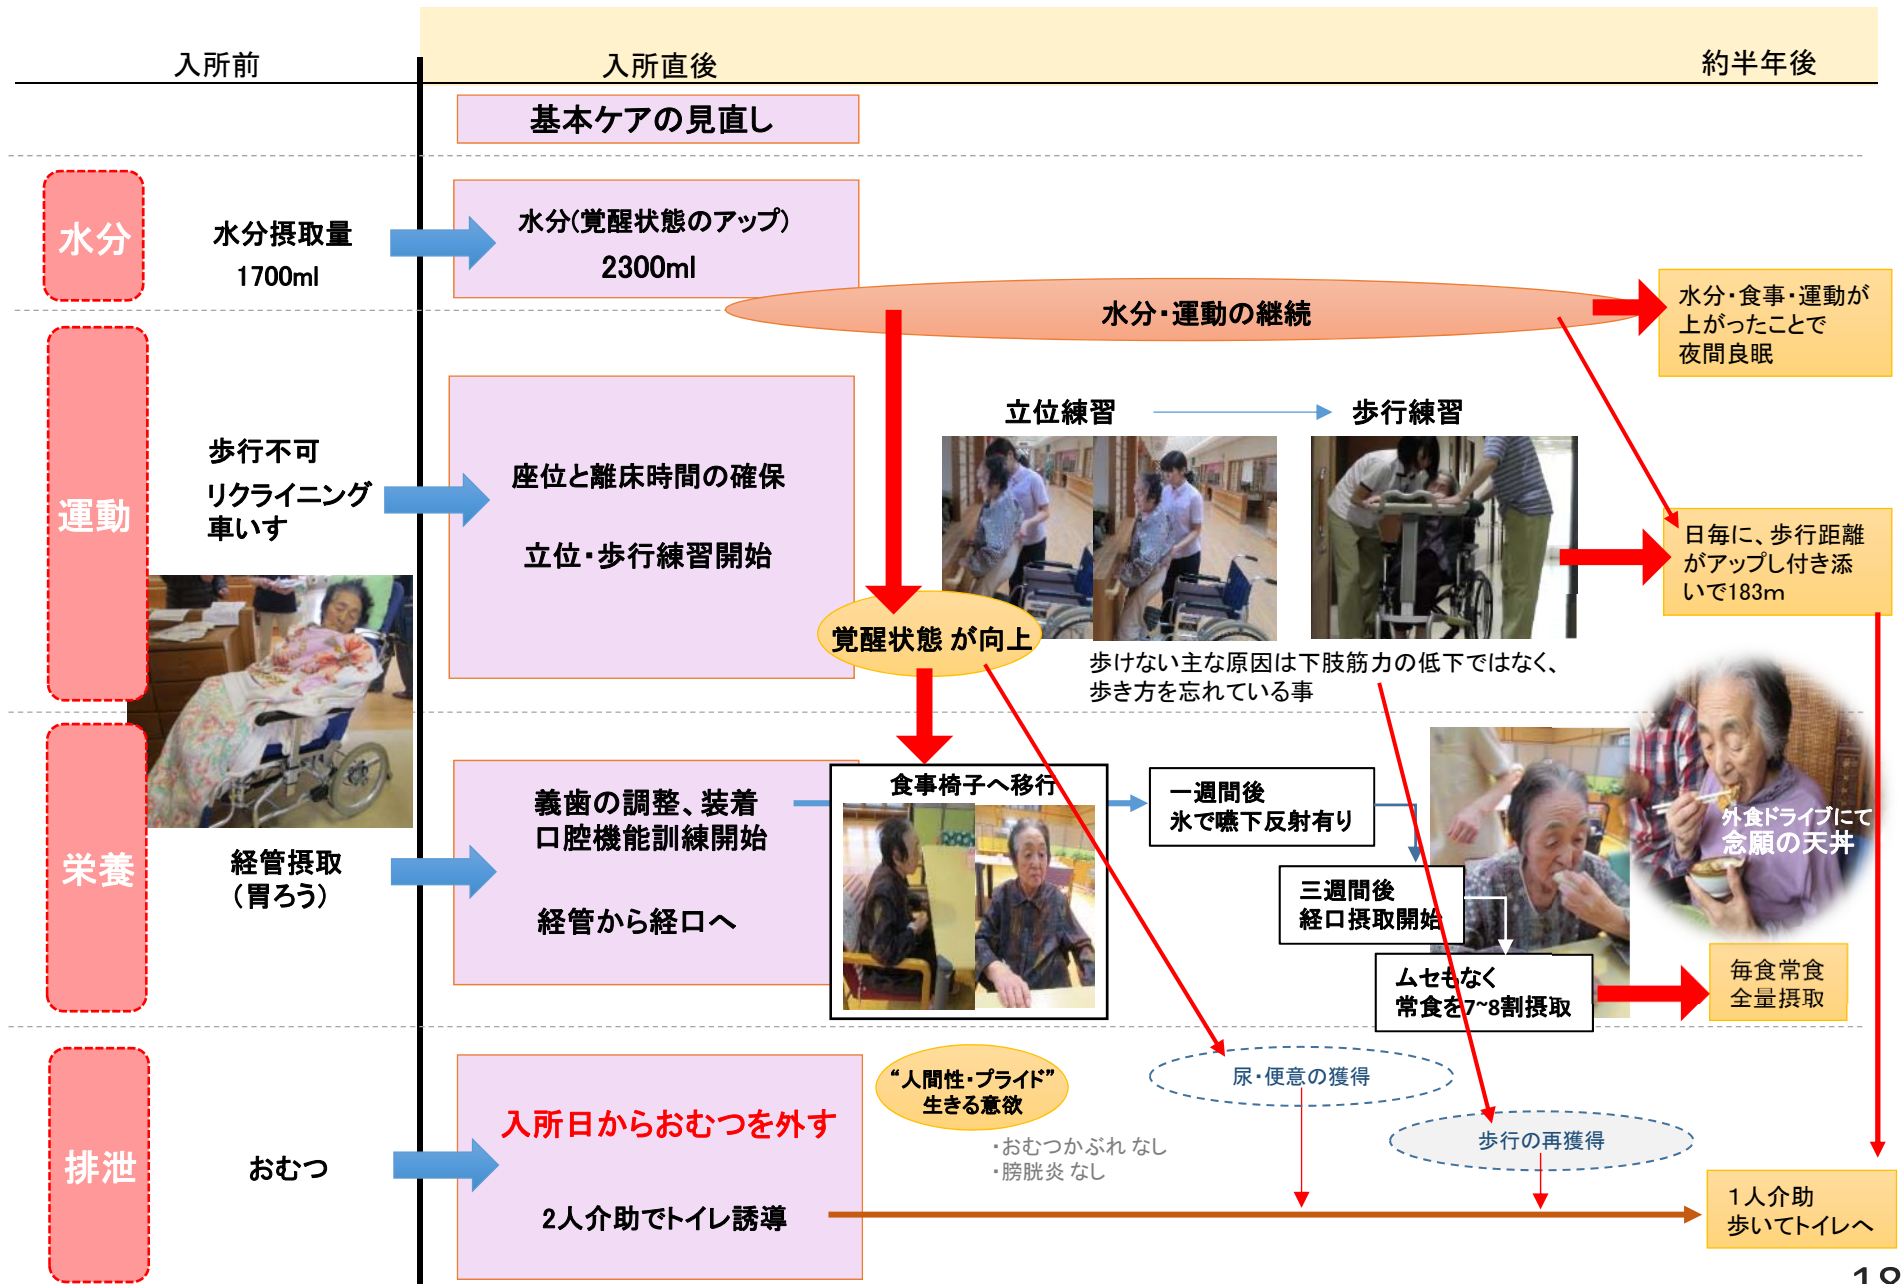 入所前
入所直後
約半年後
基本ケアの見直し
水分
水分摂取量
1700ml
水分(覚醒状態のアップ)
2300ml
水分・運動の継続
水分・食事・運動が
上がったことで
夜間良眠
運動
歩行不可
リクライニング
車いす
座位と離床時間の確保
立位・歩行練習開始
立位練習
歩行練習
覚醒状態 が向上
歩けない主な原因は下肢筋力の低下ではなく、
歩き方を忘れている事
日毎に、歩行距離
がアップし付き添
いで183m
栄養
経管摂取
(胃ろう)
義歯の調整、装着
口腔機能訓練開始
経管から経口へ
食事椅子へ移行
一週間後
氷で嚥下反射有り
三週間後
経口摂取開始
ムセもなく
常食を7~8割摂取
外食ドライブにて
念願の天丼
毎食常食
全量摂取
排泄
おむつ
入所日からおむつを外す
2人介助でトイレ誘導
“人間性・プライド”
生きる意欲
・おむつかぶれ なし
・膀胱炎 なし
尿・便意の獲得
歩行の再獲得
1人介助
歩いてトイレへ